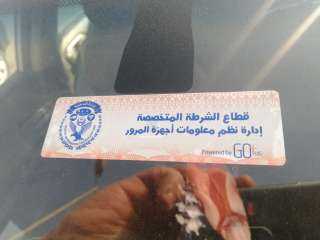 قطاع الشرطة المتخصصة
إدارة نظم معلومات أجهزة المرور
Powered by GO